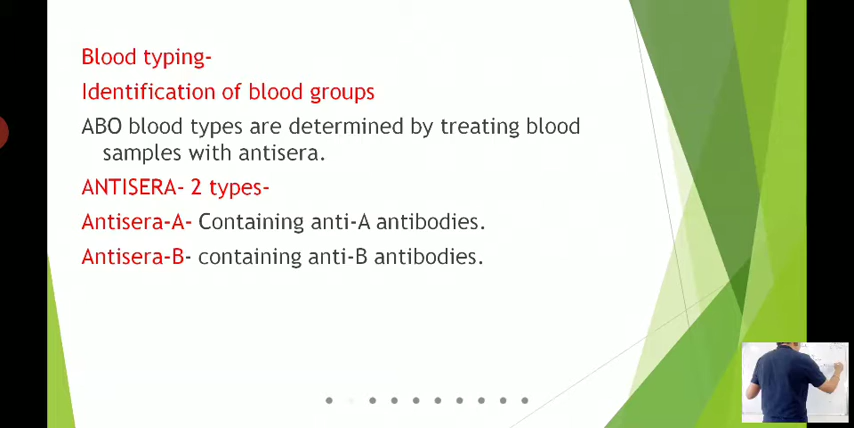 Blood typing-
Identification of blood groups
ABO blood types are determined by treating blood
samples with antisera.
ANTISERA- 2 types-
Antisera-A- Containing anti-A antibodies.
Antisera-B- containing anti-B antibodies.